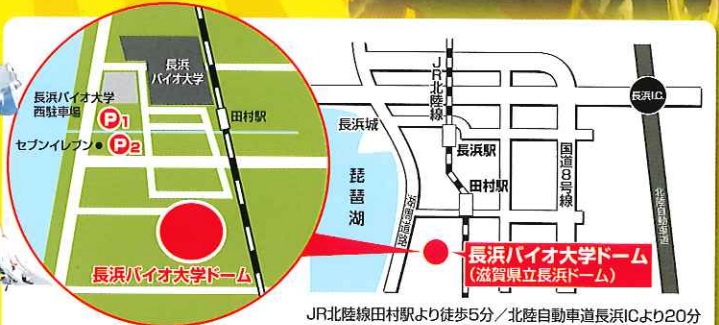 長浜
バイオ大学
長浜バイオ大学
西駐車場
P1
田村駅
セブンイレブン
P2
長浜バイオ大学ドーム
JR北陸線
長浜I.C.
長浜城
長浜駅
国道8号線
琵琶湖
田村駅
北陸自動車道
湖周道路
長浜バイオ大学ドーム
(滋賀県立長浜ドーム)
JR北陸線田村駅より徒歩5分/北陸自動車道長浜ICより20分